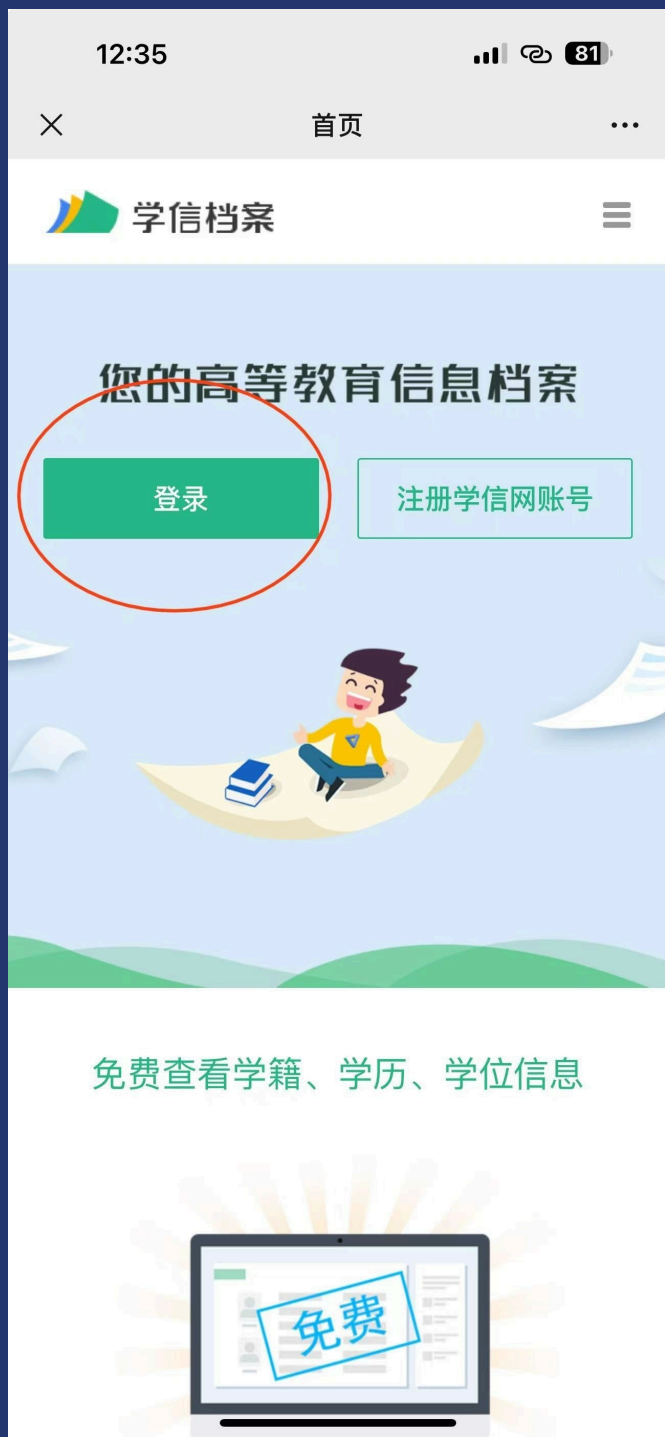 12:35
81
首页
学信档案
您的高等教育信息档案
登录
注册学信网账号
免费查看学籍、学历、学位信息
免费